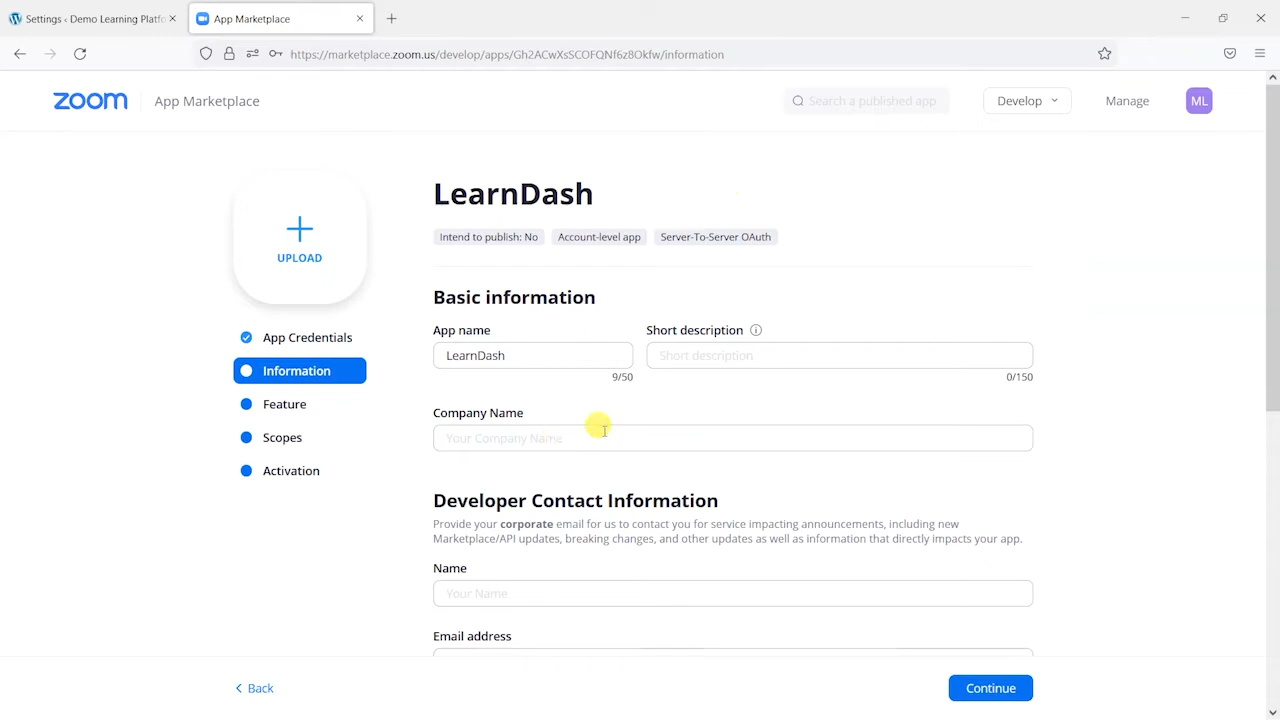 Settings ‹ Demo Learning Platfo
App Marketplace
https://marketplace.zoom.us/develop/apps/Gh2ACwXsSCOFQNf6z8Okfw/information
zoom
App Marketplace
Search a published app
Develop
Manage
ML
UPLOAD
App Credentials
Information
Feature
Scopes
Activation
LearnDash
Intend to publish: No
Account-level app
Server-To-Server OAuth
Basic information
App name
Short description
LearnDash
Short description
9/50
0/150
Company Name
Your Company Name
Developer Contact Information
Provide your corporate email for us to contact you for service impacting announcements, including new
Marketplace/API updates, breaking changes, and other updates as well as information that directly impacts your app.
Name
Your Name
Email address
Back
Continue